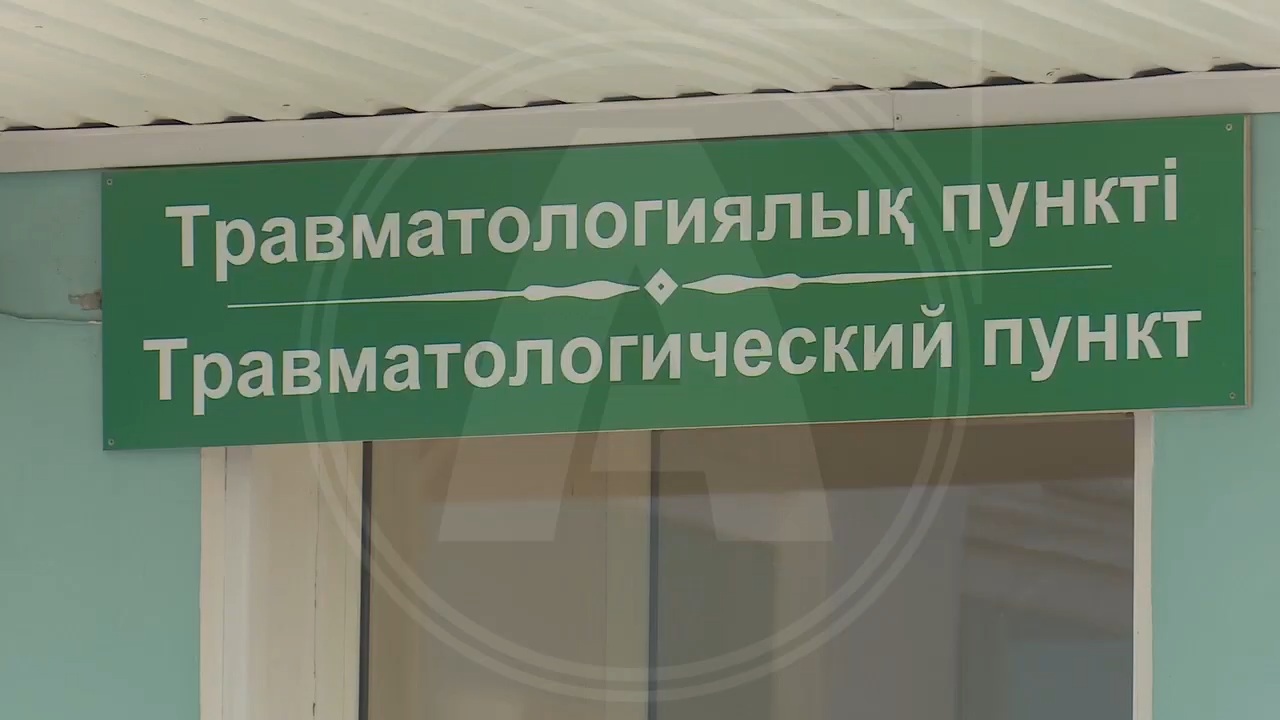 Травматологиялық пункті
Травматологический пункт
A